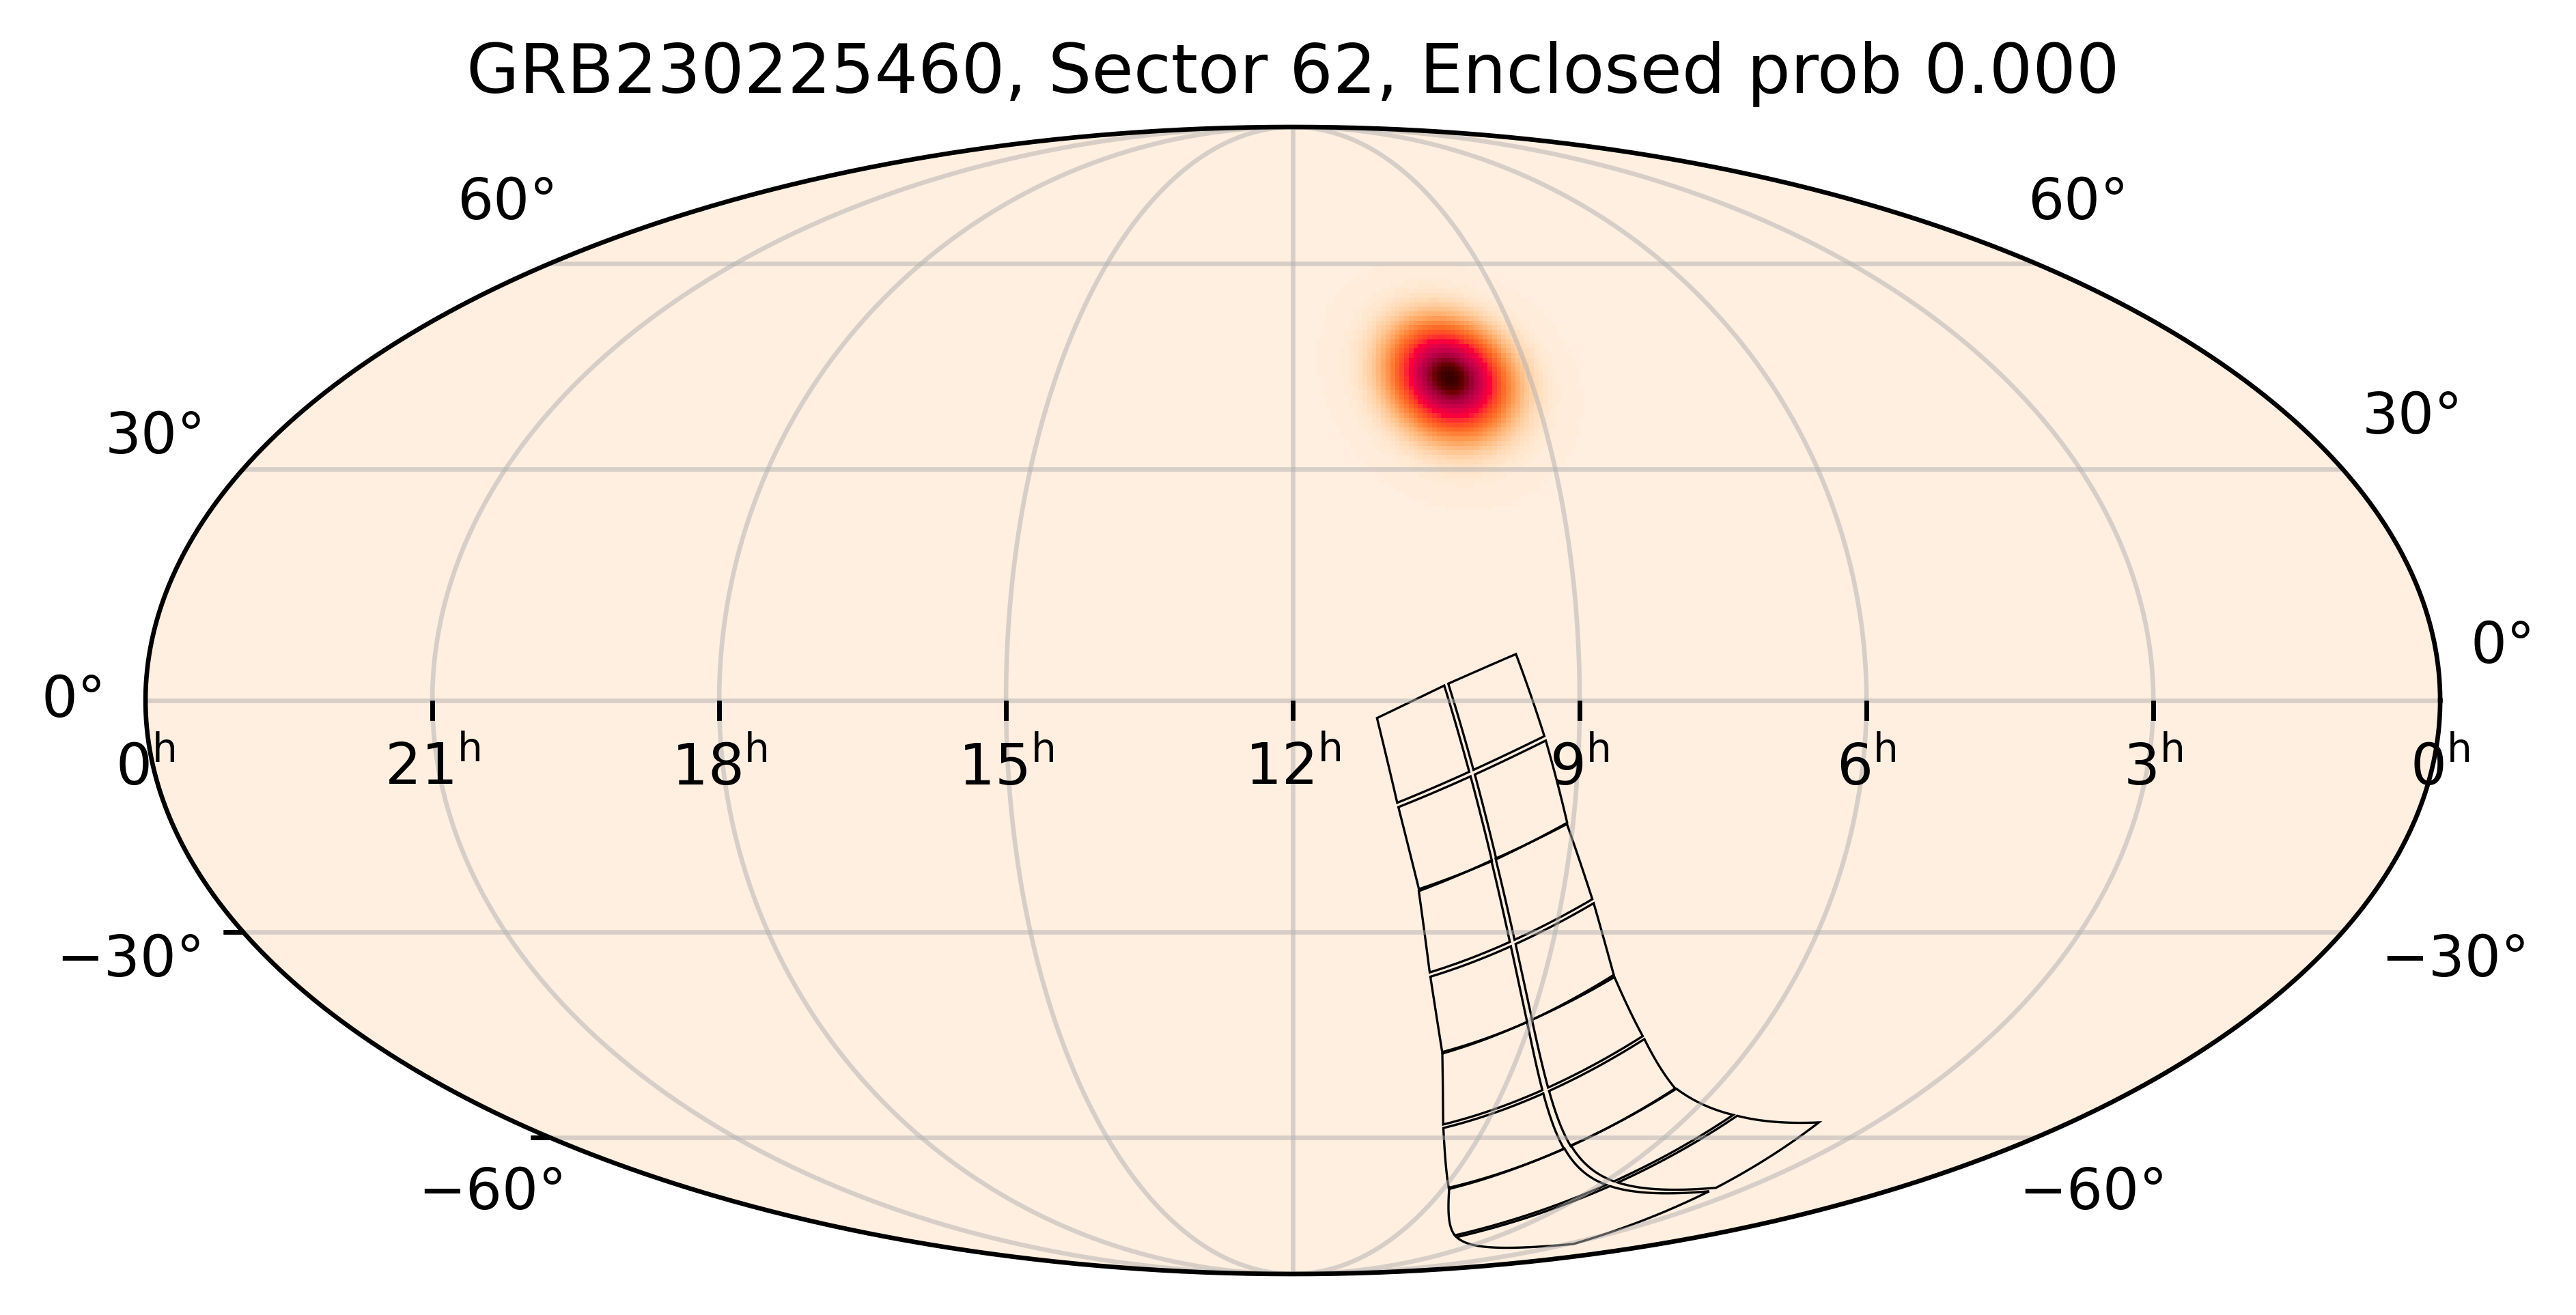 GRB230225460, Sector 62, Enclosed prob 0.000
60° 60°
30° 30°
0° 0°
0ʰ 21ʰ 18ʰ 15ʰ 12ʰ 9ʰ 6ʰ 3ʰ 0ʰ
−30° −30°
−60° −60°